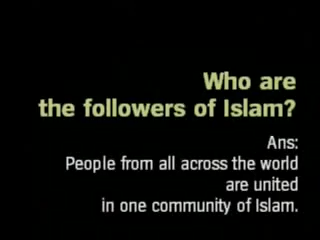 Who are
the followers of Islam?
Ans:
People from all across the world
are united
in one community of Islam.